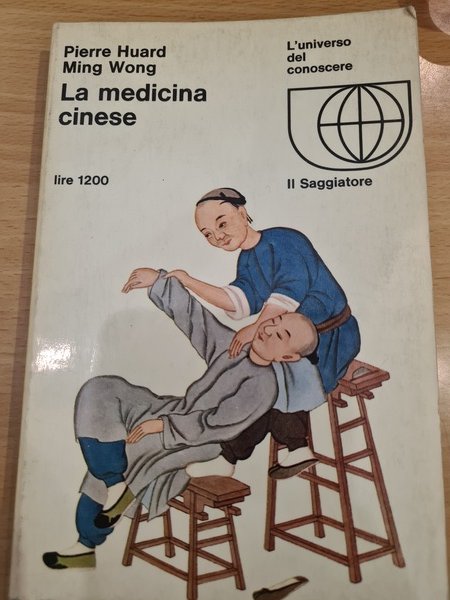 Pierre Huard
Ming Wong
La medicina
cinese
lire 1200
L'universo
del
conoscere
Il Saggiatore